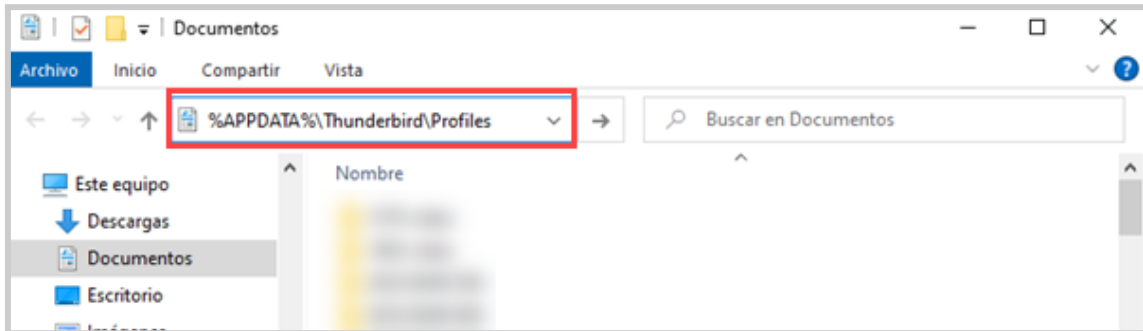 Documentos
Archivo Inicio Compartir Vista
%APPDATA%\Thunderbird\Profiles Buscar en Documentos
Este equipo Nombre
Descargas
Documentos
Escritorio